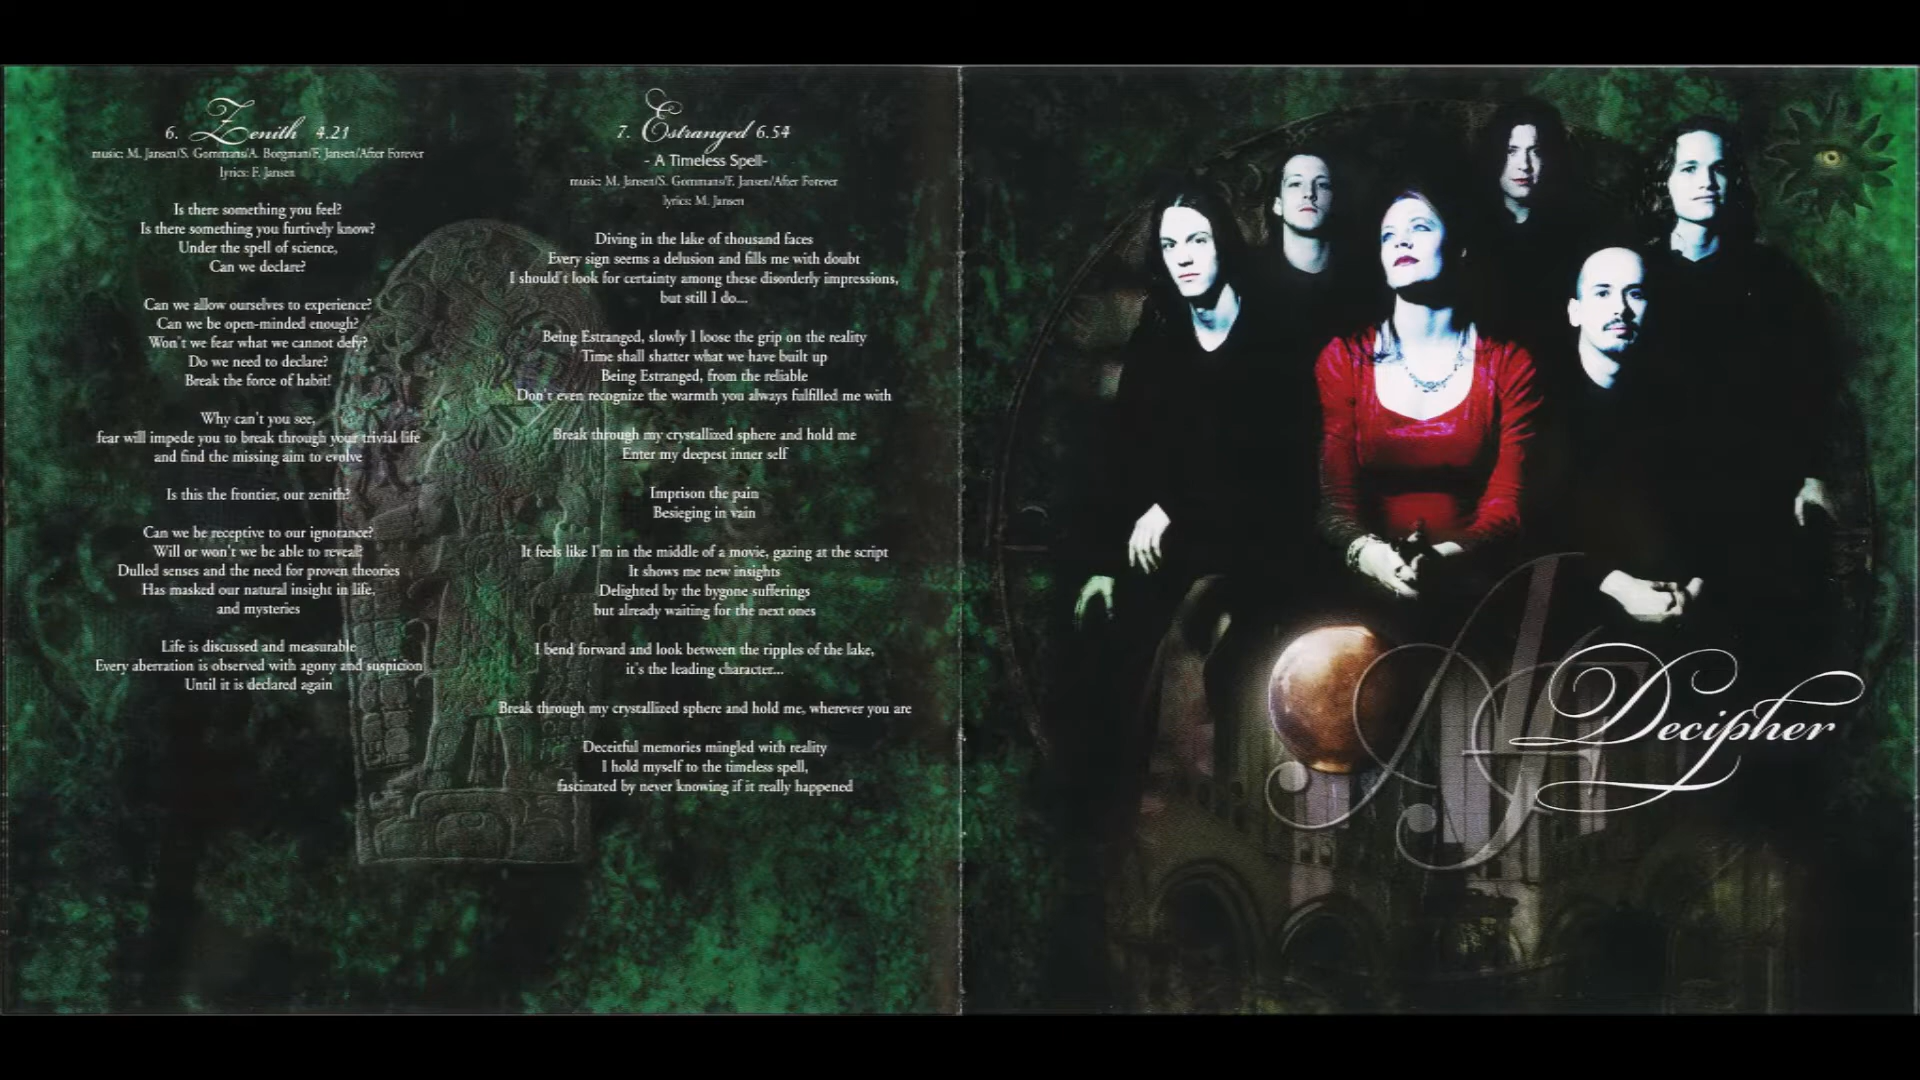 6. Zenith 4.21
music: M. Jansen/S. Gommans/A. Borgman/F. Jansen/After Forever
lyrics: F. Jansen
Is there something you feel?
Is there something you furtively know?
Under the spell of science,
Can we declare?
Can we allow ourselves to experience?
Can we be open-minded enough?
Won't we fear what we cannot defy?
Do we need to declare?
Break the force of habit!
Why can't you see,
fear will impede you to break through your trivial life
and find the missing aim to evolve
Is this the frontier, our zenith?
Can we be receptive to our ignorance?
Will or won't we be able to reveal?
Dulled senses and the need for proven theories
Has masked our natural insight in life,
and mysteries
Life is discussed and measurable
Every aberration is observed with agony and suspicion
Until it is declared again
7. Estranged 6.54
- A Timeless Spell-
music: M. Jansen/S. Gommans/F. Jansen/After Forever
lyrics: M. Jansen
Diving in the lake of thousand faces
Every sign seems a delusion and fills me with doubt
I should't look for certainty among these disorderly impressions,
but still I do...
Being Estranged, slowly I loose the grip on the reality
Time shall shatter what we have built up
Being Estranged, from the reliable
Don't even recognize the warmth you always fulfilled me with
Break through my crystallized sphere and hold me
Enter my deepest inner self
Imprison the pain
Besieging in vain
It feels like I'm in the middle of a movie, gazing at the script
It shows me new insights
Delighted by the bygone sufferings
but already waiting for the next ones
I bend forward and look between the ripples of the lake,
it's the leading character...
Break through my crystallized sphere and hold me, wherever you are
Deceitful memories mingled with reality
I hold myself to the timeless spell,
fascinated by never knowing if it really happened
AF
Decipher